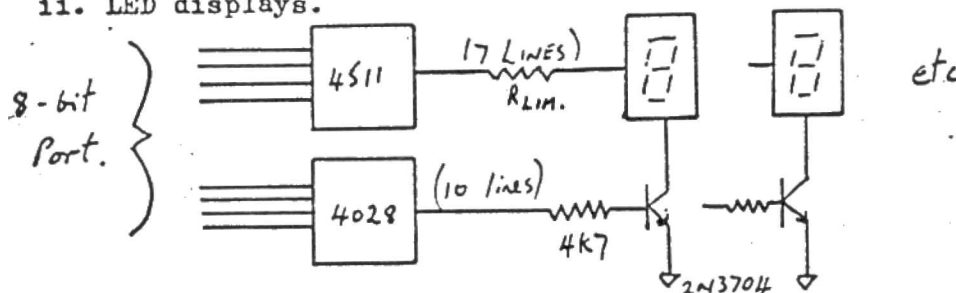 ii. LED displays.
8-bit
Port.
4511
(7 LINES)
RLIM.
etc
4028
(10 lines)
4K7
2N3704